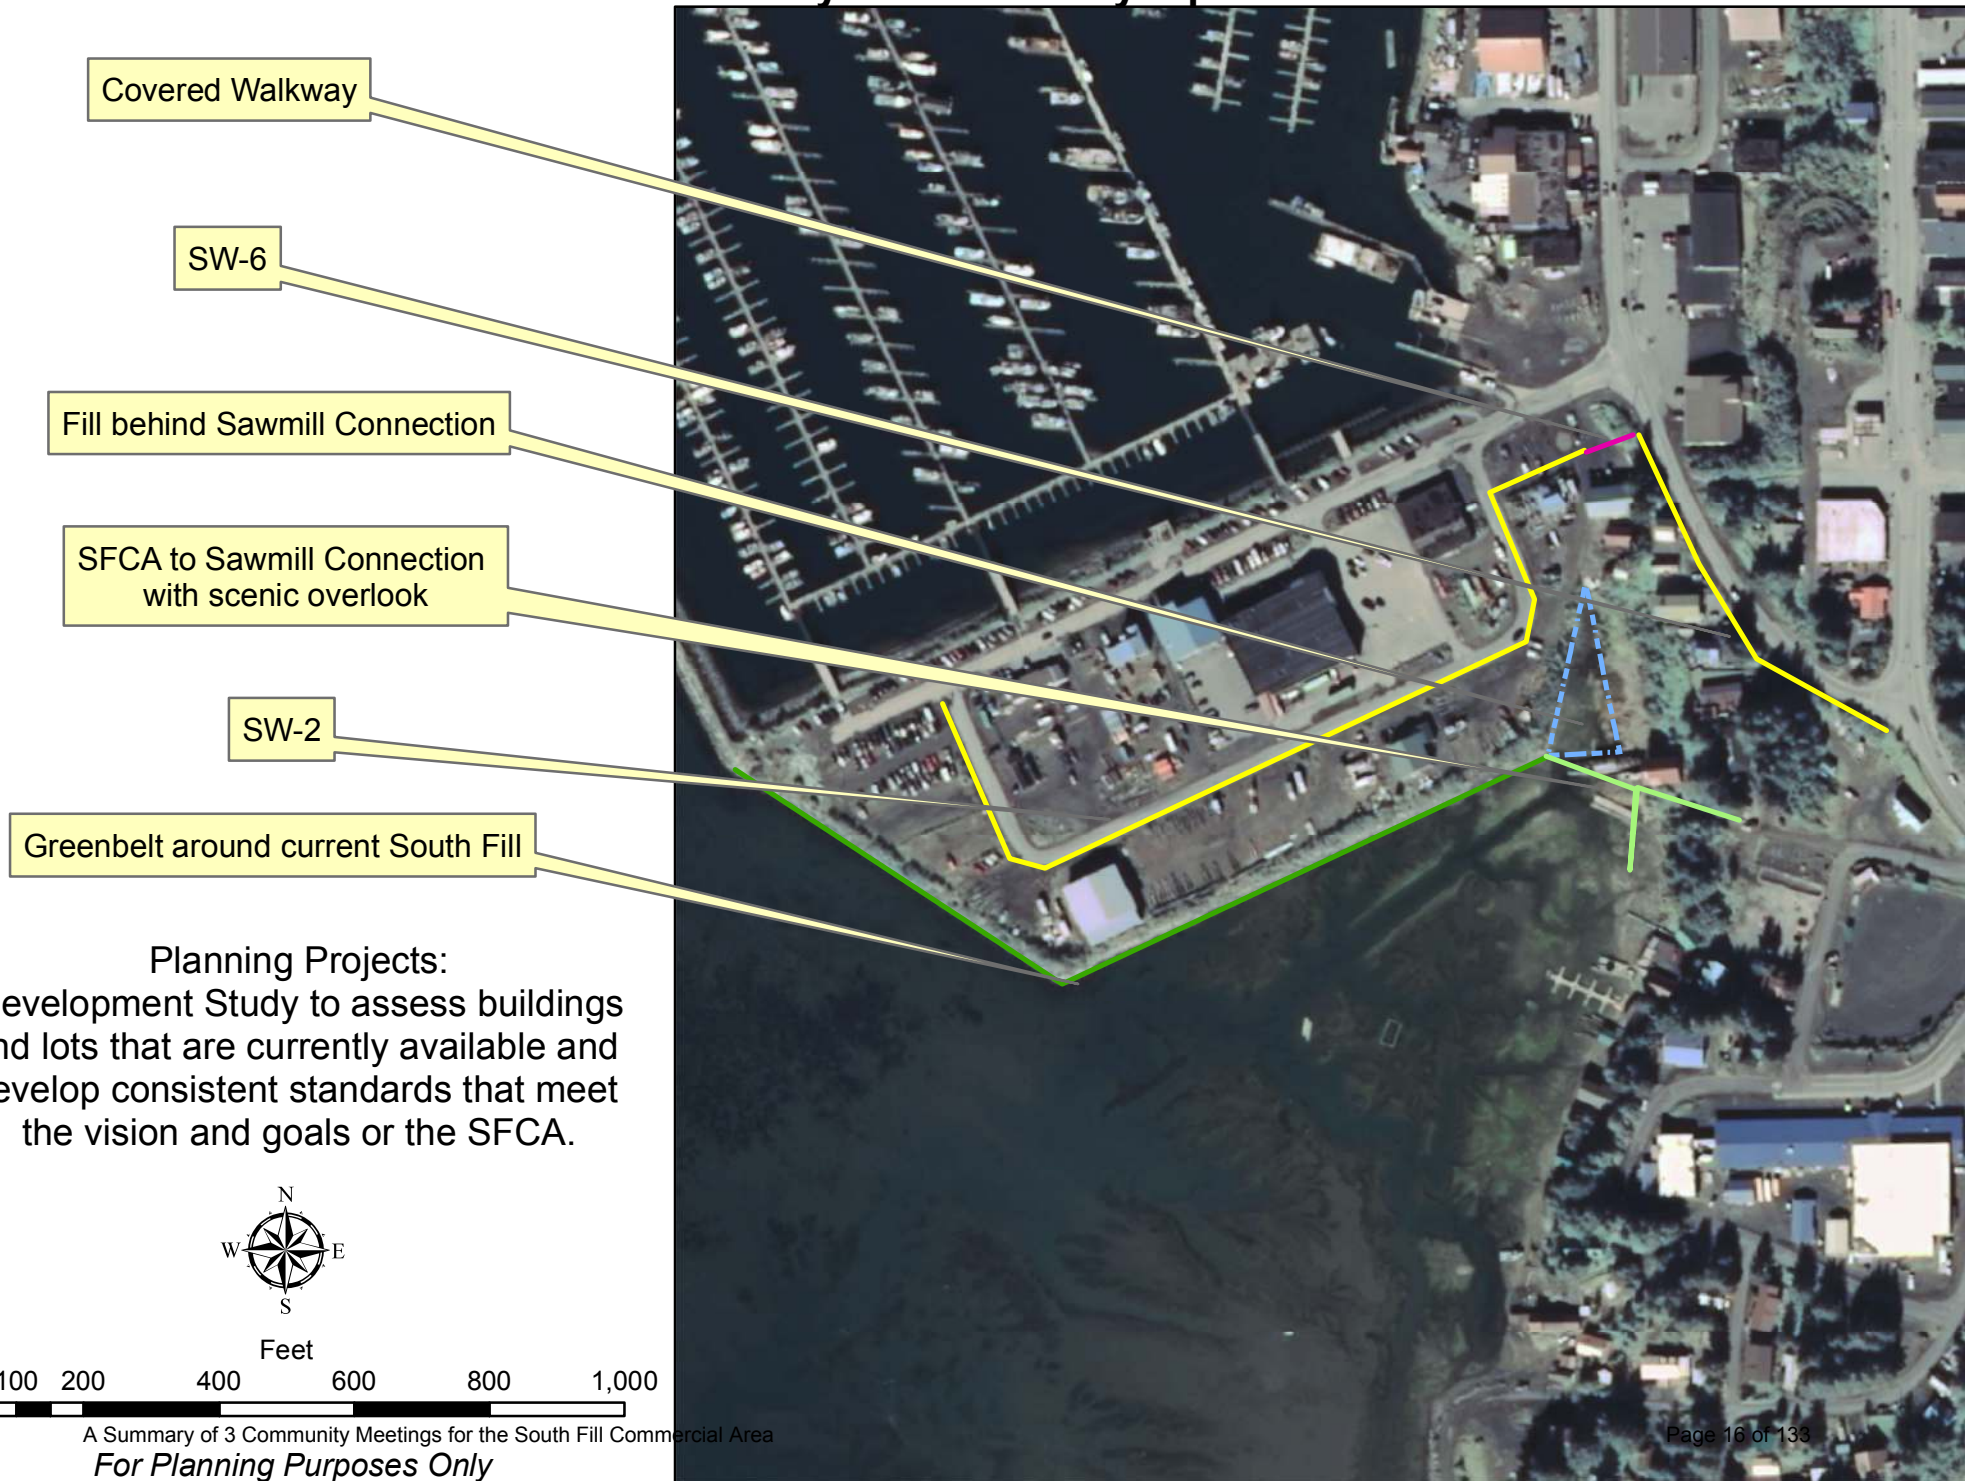 Covered Walkway
SW-6
Fill behind Sawmill Connection
SFCA to Sawmill Connection
with scenic overlook
SW-2
Greenbelt around current South Fill
Planning Projects:
evelopment Study to assess buildings
nd lots that are currently available and
evelop consistent standards that meet
the vision and goals or the SFCA.
N
W E
S
Feet
100 200 400 600 800 1,000
A Summary of 3 Community Meetings for the South Fill Commercial Area
Page 16 of 133
For Planning Purposes Only